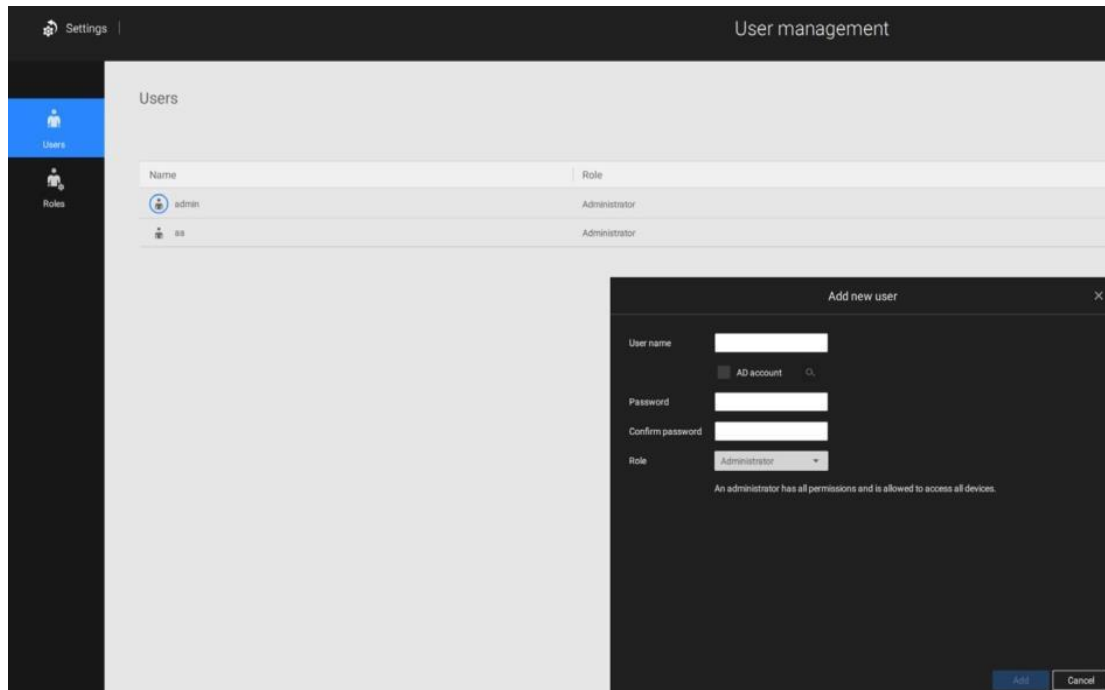 Settings
User management
Users
Roles
Users
Name Role
admin Administrator
aa Administrator
Add new user
User name
AD account
Password
Confirm password
Role Administrator
An administrator has all permissions and is allowed to access all devices.
Add Cancel